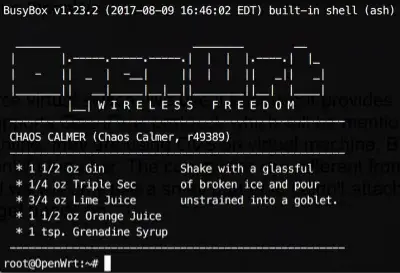 BusyBox v1.23.2 (2017-08-09 16:46:02 EDT) built-in shell (ash)
OpenWrt
W I R E L E S S   F R E E D O M
CHAOS CALMER (Chaos Calmer, r49389)
* 1 1/2 oz Gin Shake with a glassful
* 1/4 oz Triple Sec of broken ice and pour
* 3/4 oz Lime Juice unstrained into a goblet.
* 1 1/2 oz Orange Juice
* 1 tsp. Grenadine Syrup
root@OpenWrt:~#